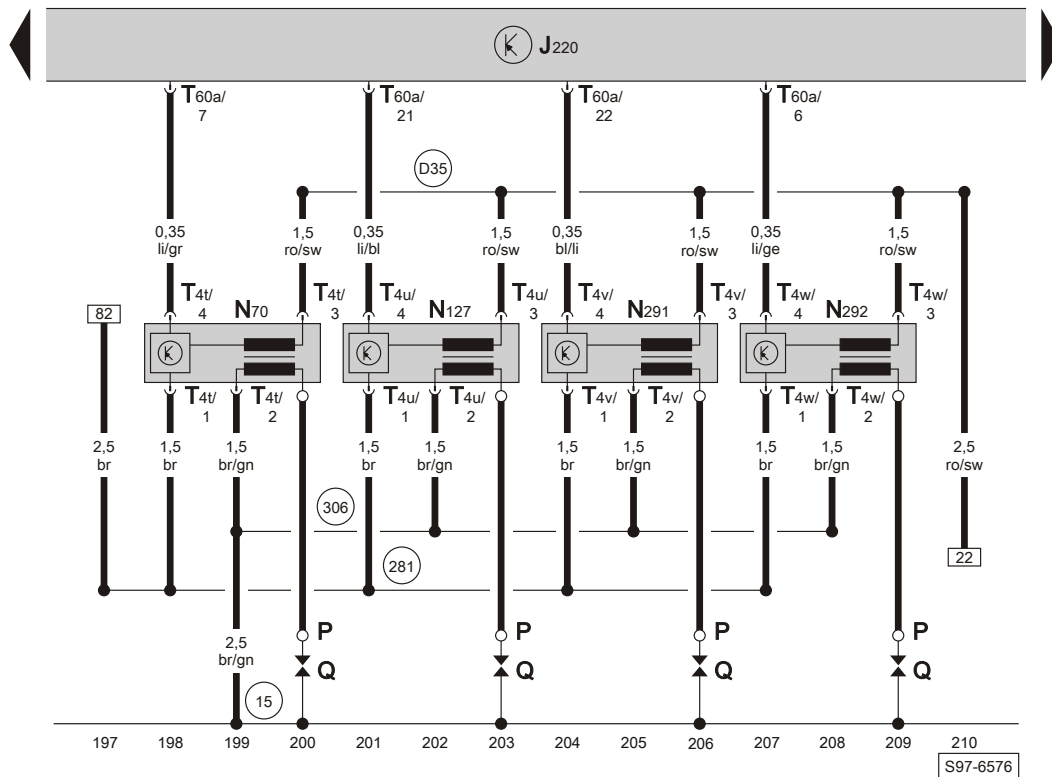 J220
T60a/ T60a/ T60a/ T60a/
7 21 22 6
D35
0,35 1,5 0,35 1,5 0,35 1,5 0,35 1,5
li/gr ro/sw li/bl ro/sw bl/li ro/sw li/ge ro/sw
T4t/ N70 T4t/ T4u/ N127 T4u/ T4v/ N291 T4v/ T4w/ N292 T4w/
82 4 3 4 3 4 3 4 3
T4t/ T4t/ T4u/ T4u/ T4v/ T4v/ T4w/ T4w/
1 2 1 2 1 2 1 2
2,5 1,5 1,5 1,5 1,5 1,5 1,5 1,5 1,5 2,5
br br br/gn br br/gn br br/gn br br/gn ro/sw
306
22
281
P P P P
2,5
br/gn
Q Q Q Q
15
197 198 199 200 201 202 203 204 205 206 207 208 209 210
S97-6576